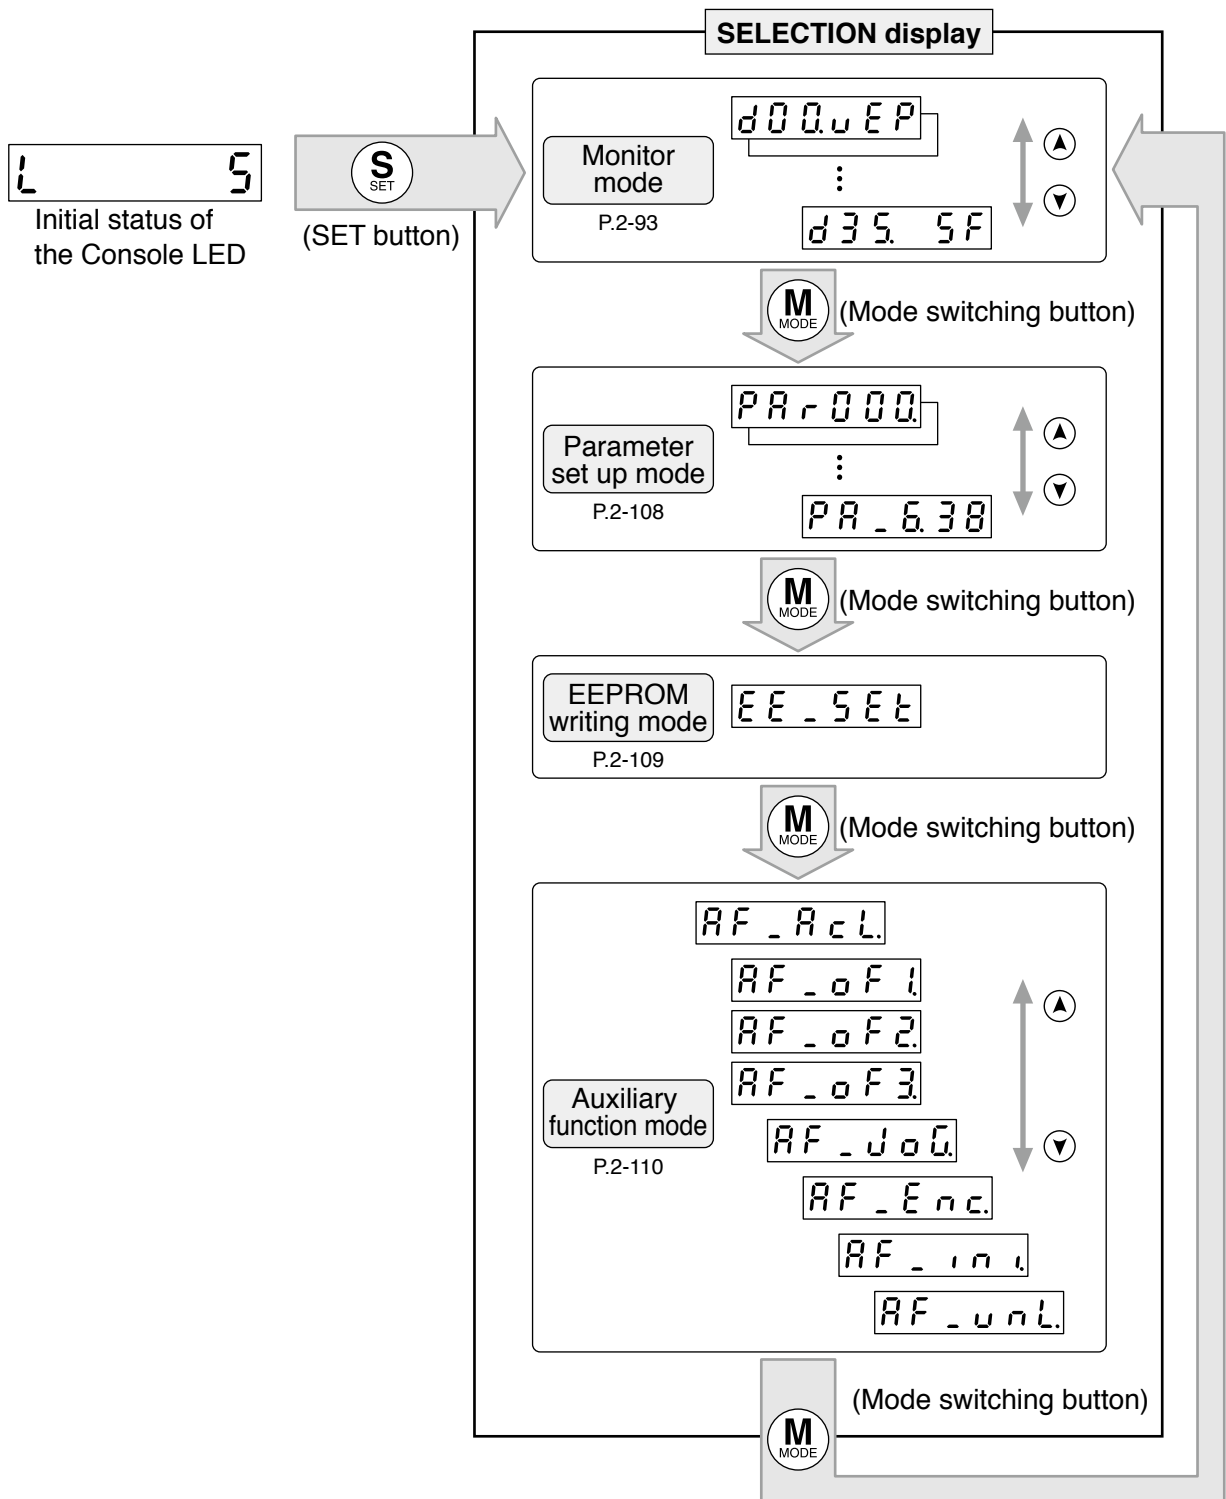 SELECTION display
L 5
Initial status of
the Console LED
S
SET
(SET button)
Monitor
mode
P.2-93
d00.uEP
d35. SF
M
MODE
(Mode switching button)
Parameter
set up mode
P.2-108
PAr000.
PA_6.38
M
MODE
(Mode switching button)
EEPROM
writing mode
P.2-109
EE_SEt
M
MODE
(Mode switching button)
Auxiliary
function mode
P.2-110
AF_AcL.
AF_oF1.
AF_oF2.
AF_oF3.
AF_JoG.
AF_Enc.
AF_ini.
AF_unL.
(Mode switching button)
M
MODE